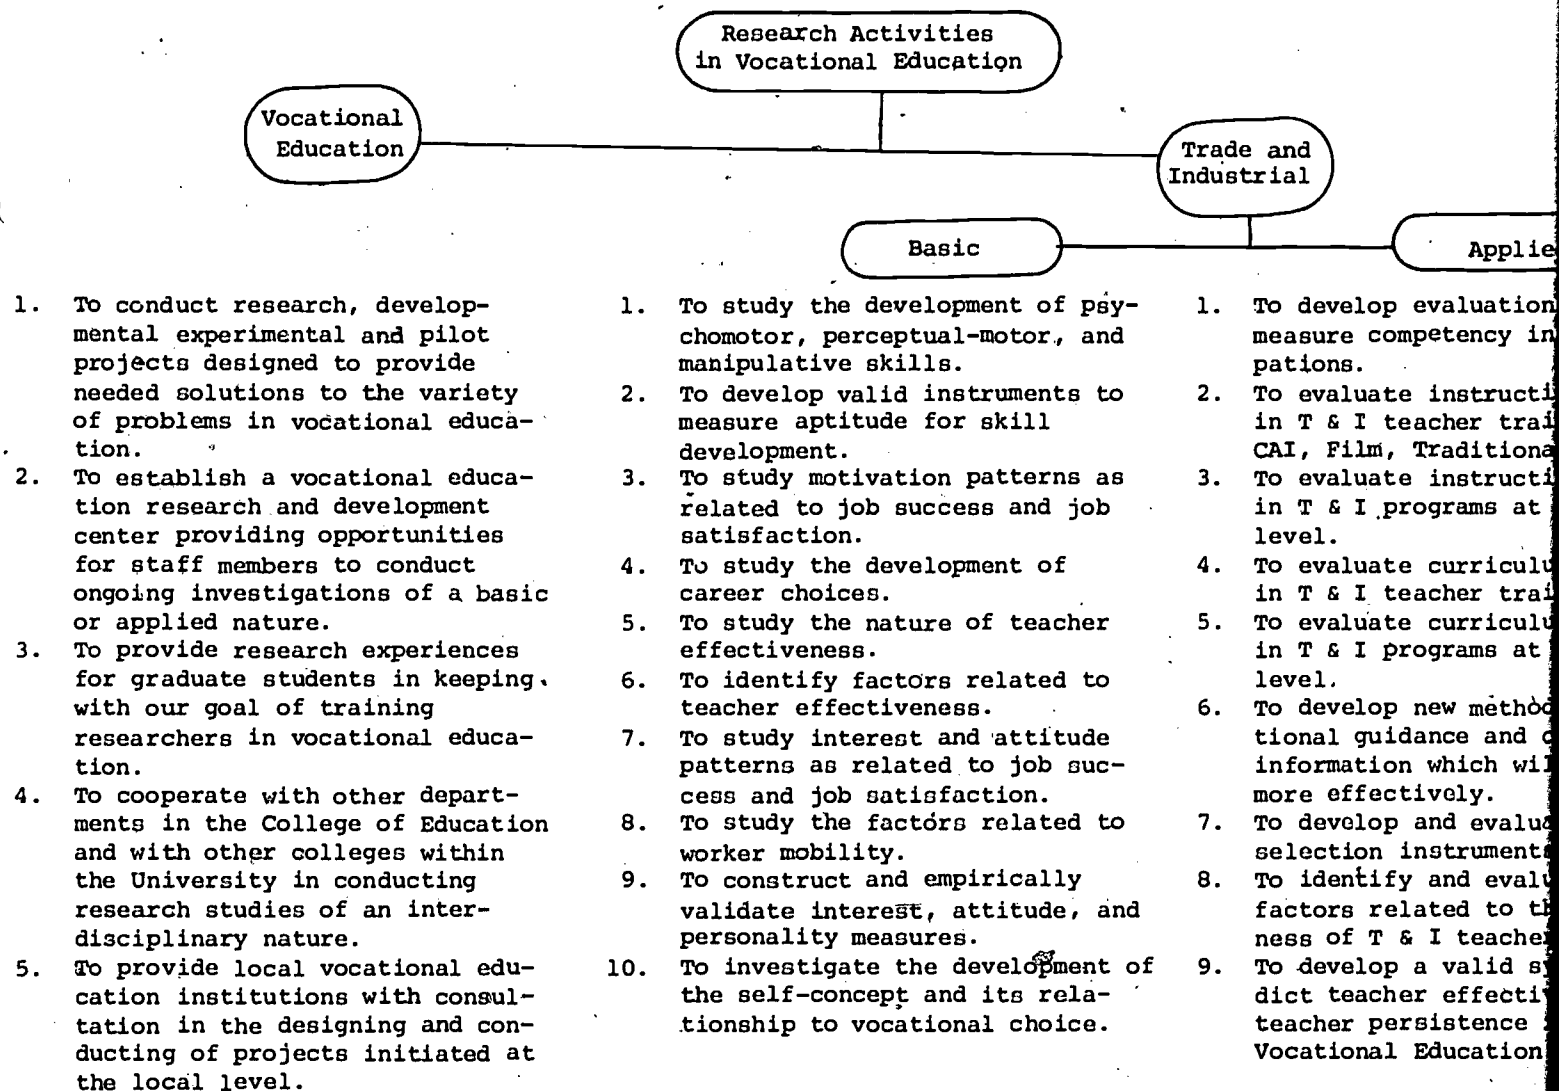 Research Activities
in Vocational Education
Vocational
Education
Trade and
Industrial
Basic
Applie
1. To conduct research, develop-
mental experimental and pilot
projects designed to provide
needed solutions to the variety
of problems in vocational educa-
tion.
2. To establish a vocational educa-
tion research and development
center providing opportunities
for staff members to conduct
ongoing investigations of a basic
or applied nature.
3. To provide research experiences
for graduate students in keeping
with our goal of training
researchers in vocational educa-
tion.
4. To cooperate with other depart-
ments in the College of Education
and with other colleges within
the University in conducting
research studies of an inter-
disciplinary nature.
5. To provide local vocational edu-
cation institutions with consul-
tation in the designing and con-
ducting of projects initiated at
the local level.
1. To study the development of psy-
chomotor, perceptual-motor, and
manipulative skills.
2. To develop valid instruments to
measure aptitude for skill
development.
3. To study motivation patterns as
related to job success and job
satisfaction.
4. To study the development of
career choices.
5. To study the nature of teacher
effectiveness.
6. To identify factors related to
teacher effectiveness.
7. To study interest and attitude
patterns as related to job suc-
cess and job satisfaction.
8. To study the factors related to
worker mobility.
9. To construct and empirically
validate interest, attitude, and
personality measures.
10. To investigate the development of
the self-concept and its rela-
tionship to vocational choice.
1. To develop evaluation
measure competency in
pations.
2. To evaluate instructi
in T & I teacher trai
CAI, Film, Traditiona
3. To evaluate instructi
in T & I programs at
level.
4. To evaluate curricul
in T & I teacher trai
5. To evaluate curricul
in T & I programs at
level.
6. To develop new method
tional guidance and
information which wil
more effectively.
7. To develop and evalua
selection instruments
8. To identify and evalu
factors related to th
ness of T & I teacher
9. To develop a valid sy
dict teacher effecti
teacher persistence
Vocational Education